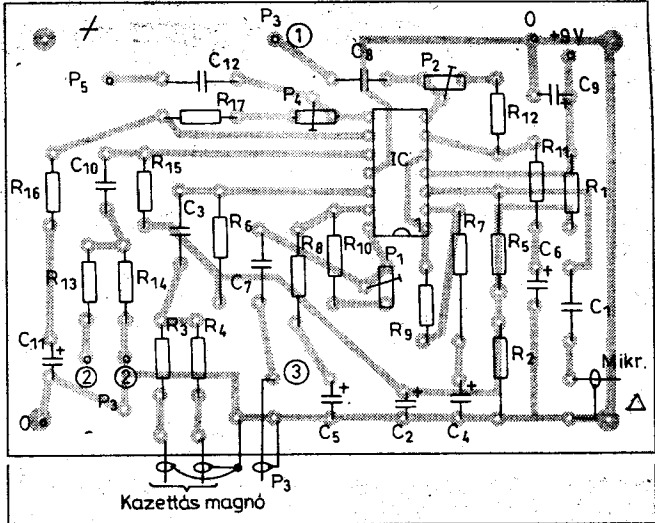 P3 ① 0 +9V
P5 C12 C8 P2 C9
R17 P4 R12
IC R11
R16 C10 R15 R1
C3 R6 R8 R10 1 R7 R5 C6
R13 R14 C7 P1 C1
R9
C11 R3 R4 R2
② ② ③ Mikr.
P3 Δ
0 C5 C2 C4
P3
Kazettás magnó